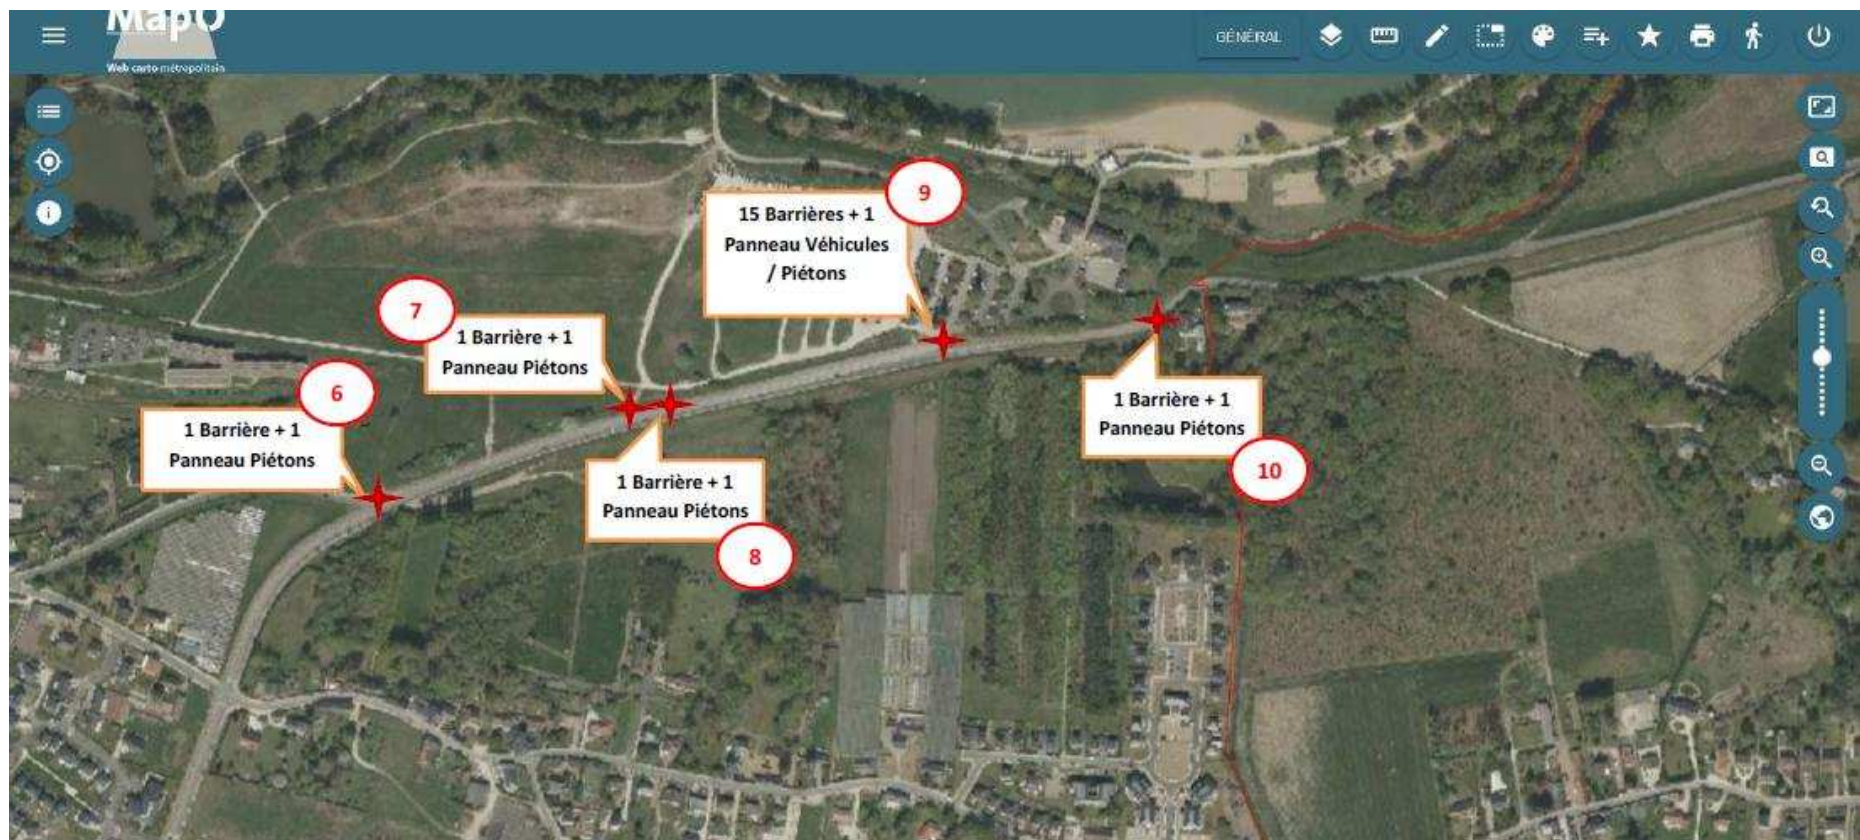 MapO
Web carto métropolitain
GÉNÉRAL
9
15 Barrières + 1
Panneau Véhicules
/ Piétons
7
1 Barrière + 1
Panneau Piétons
6
1 Barrière + 1
Panneau Piétons
1 Barrière + 1
Panneau Piétons
10
1 Barrière + 1
Panneau Piétons
8